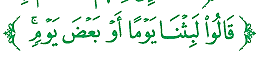 ﴿ قَالُوا۟ لَبِثْنَا يَوْمًا أَوْ بَعْضَ يَوْمٍۚ ﴾